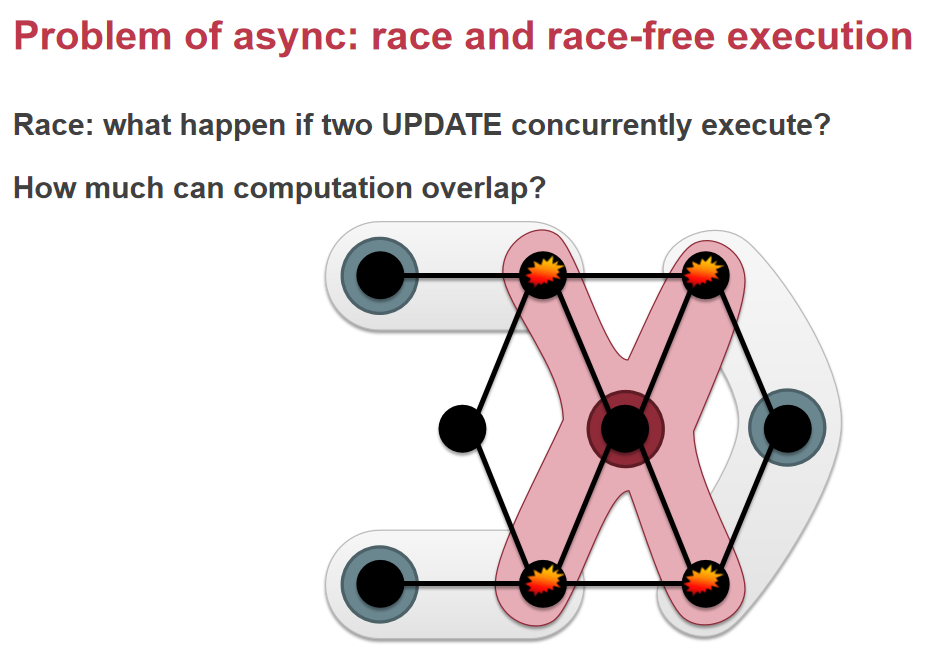 Problem of async: race and race-free execution
Race: what happen if two UPDATE concurrently execute?
How much can computation overlap?